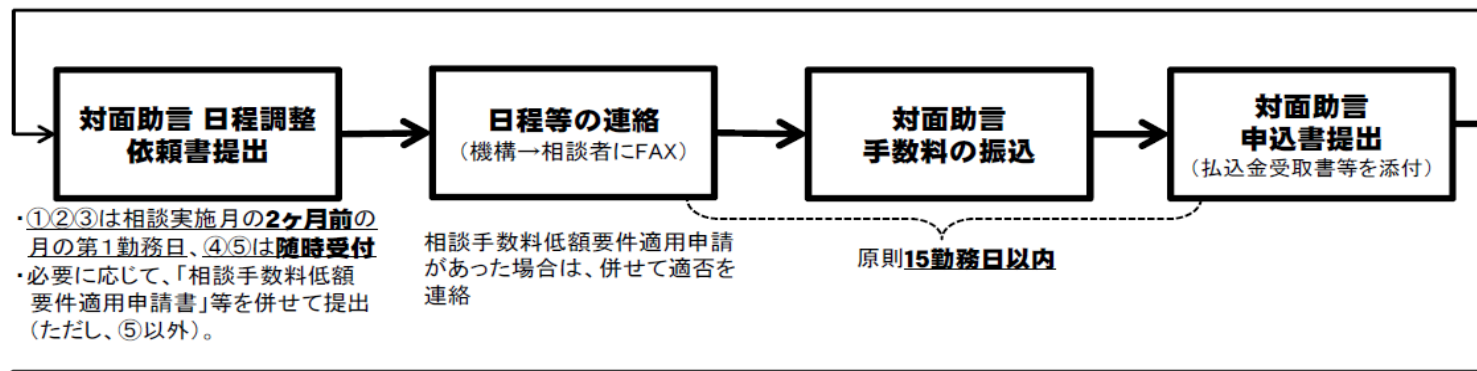 対面助言 日程調整
依頼書提出
日程等の連絡
（機構→相談者にFAX）
対面助言
手数料の振込
対面助言
申込書提出
（払込金受取書等を添付）
・①②③は相談実施月の2ヶ月前の
月の第1勤務日、④⑤は随時受付
・必要に応じて、「相談手数料低額
要件適用申請書」等を併せて提出
（ただし、⑤以外）。
相談手数料低額要件適用申請
があった場合は、併せて適否を
連絡
原則15勤務日以内